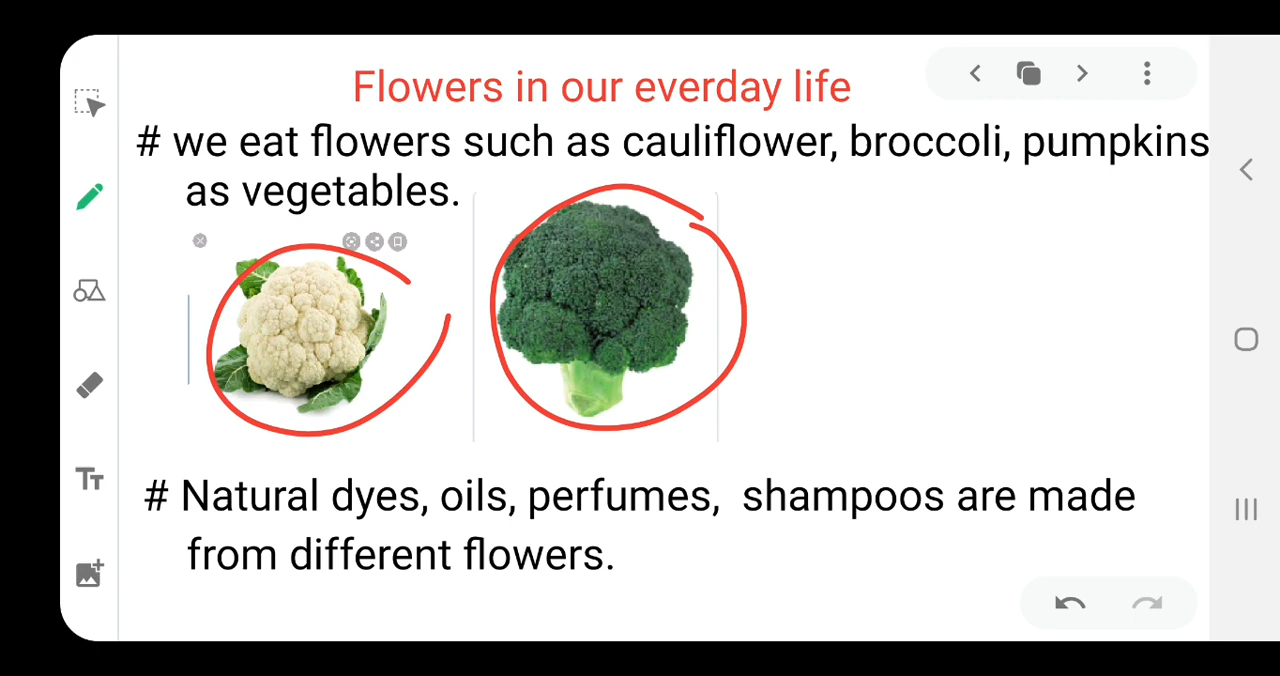 Flowers in our everday life
# we eat flowers such as cauliflower, broccoli, pumpkins
as vegetables.
# Natural dyes, oils, perfumes, shampoos are made
from different flowers.